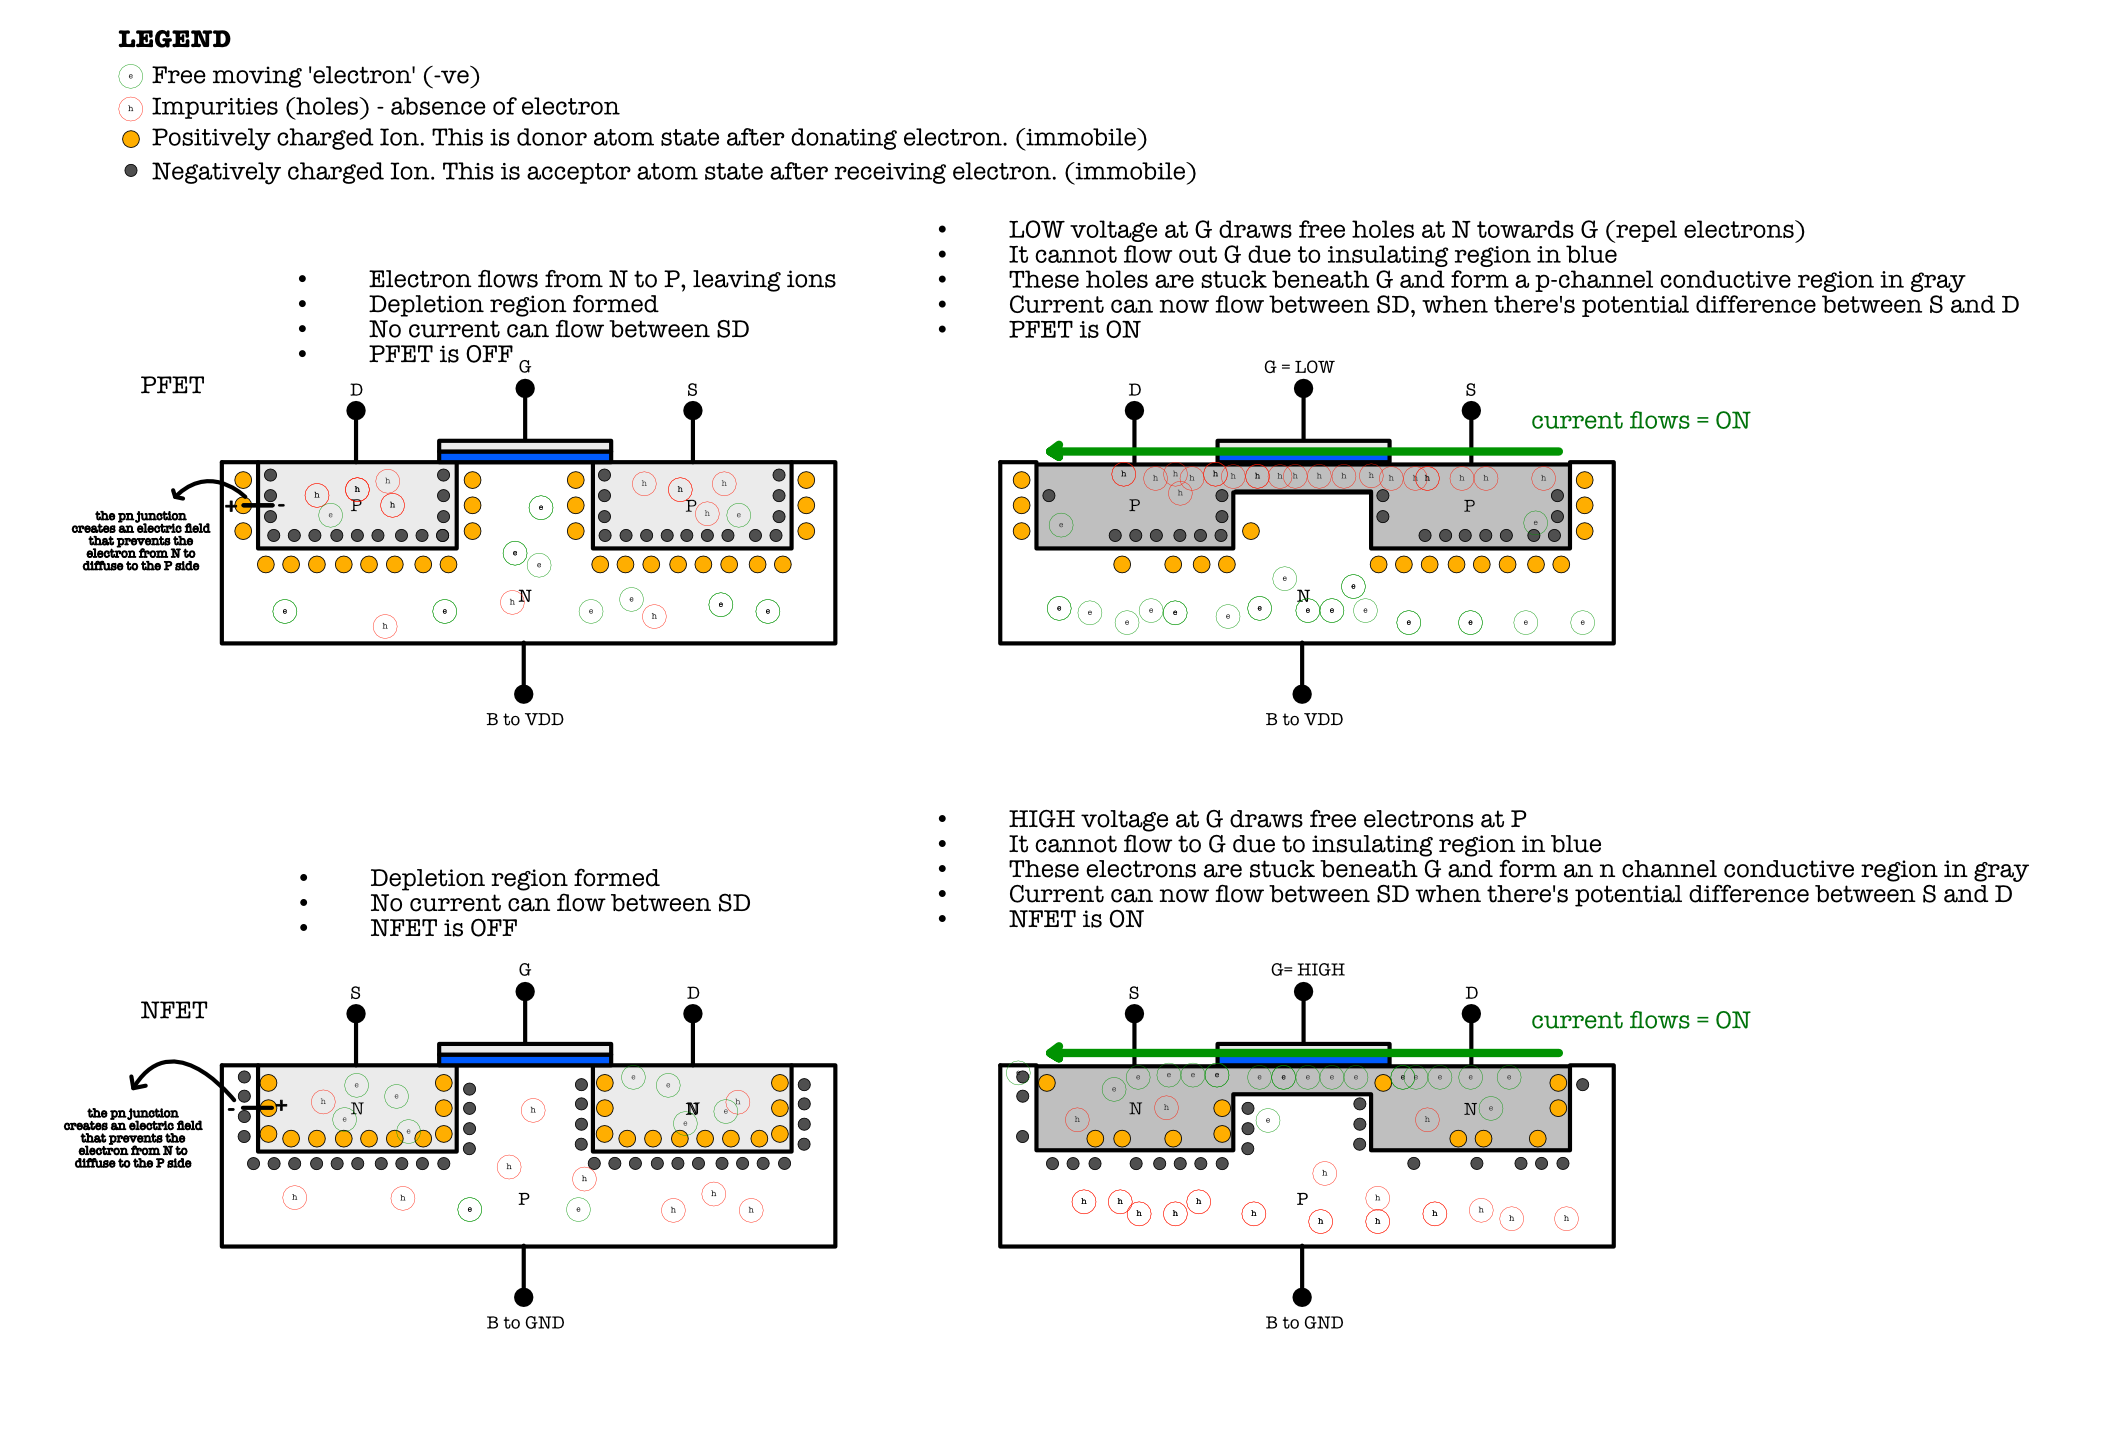 LEGEND
e Free moving 'electron' (-ve)
h Impurities (holes) - absence of electron
Positively charged Ion. This is donor atom state after donating electron. (immobile)
Negatively charged Ion. This is acceptor atom state after receiving electron. (immobile)
• Electron flows from N to P, leaving ions
• Depletion region formed
• No current can flow between SD
• PFET is OFF
• LOW voltage at G draws free holes at N towards G (repel electrons)
• It cannot flow out G due to insulating region in blue
• These holes are stuck beneath G and form a p-channel conductive region in gray
• Current can now flow between SD, when there's potential difference between S and D
• PFET is ON
PFET
D
G
S
P
P
N
+
-
the pn junction
creates an electric field
that prevents the
electron from N to
diffuse to the P side
B to VDD
D
G = LOW
S
current flows = ON
P
P
N
B to VDD
• Depletion region formed
• No current can flow between SD
• NFET is OFF
• HIGH voltage at G draws free electrons at P
• It cannot flow to G due to insulating region in blue
• These electrons are stuck beneath G and form an n channel conductive region in gray
• Current can now flow between SD when there's potential difference between S and D
• NFET is ON
NFET
S
G
D
N
N
P
-
+
the pn junction
creates an electric field
that prevents the
electron from N to
diffuse to the P side
B to GND
S
G= HIGH
D
current flows = ON
N
N
P
B to GND